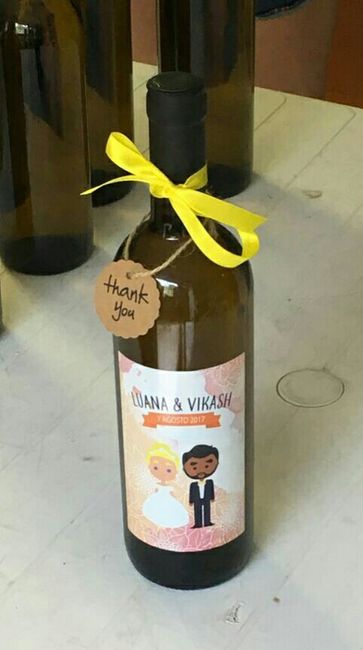 thank
you
LUANA & VIKASH
7 AGOSTO 2017